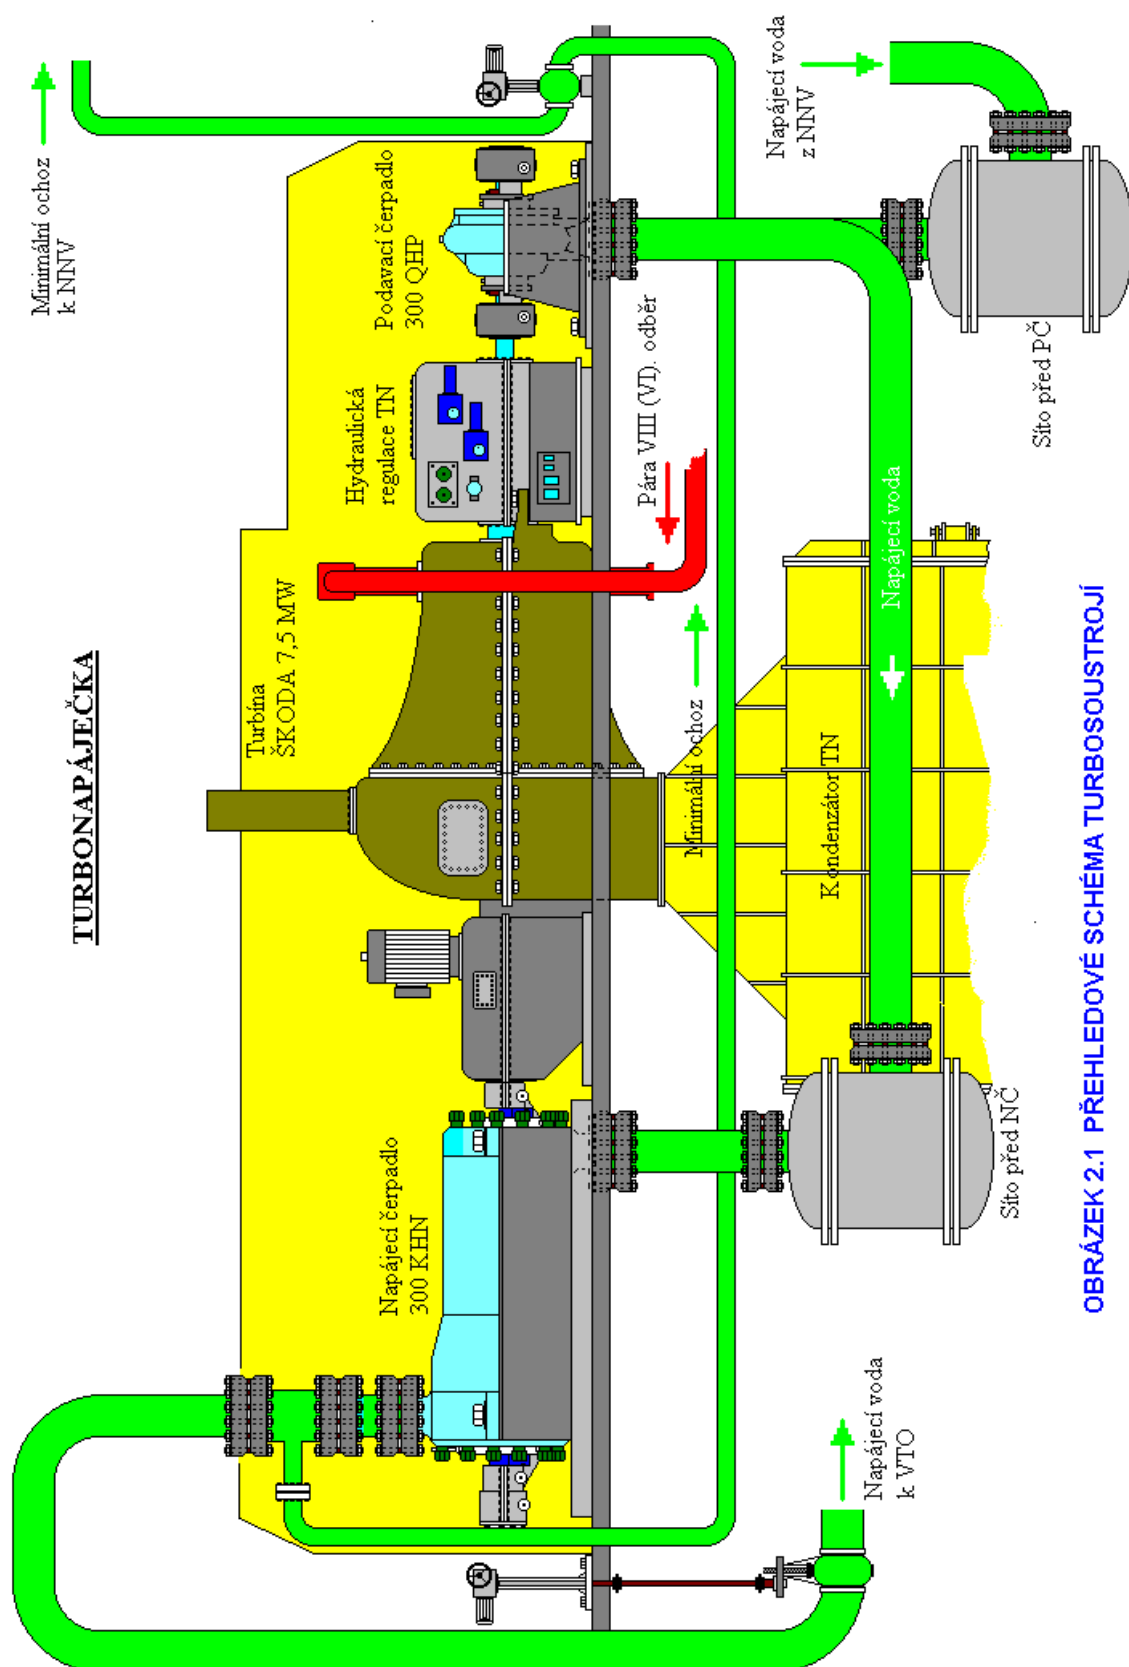 TURBONAPÁJEČKA
Minimální ochoz
k NNV
Napájecí voda
z NNV
Podavací čerpadlo
300 QHP
Hydraulická
regulace TN
Turbína
ŠKODA 7,5 MW
Napájecí čerpadlo
300 KHN
Pára VIII (VI). odběr
Minimální ochoz
Napájecí voda
Kondenzátor TN
Síto před PČ
Síto před NČ
Napájecí voda
k VTO
OBRÁZEK 2.1 PŘEHLEDOVÉ SCHÉMA TURBOSOUSTROJÍ